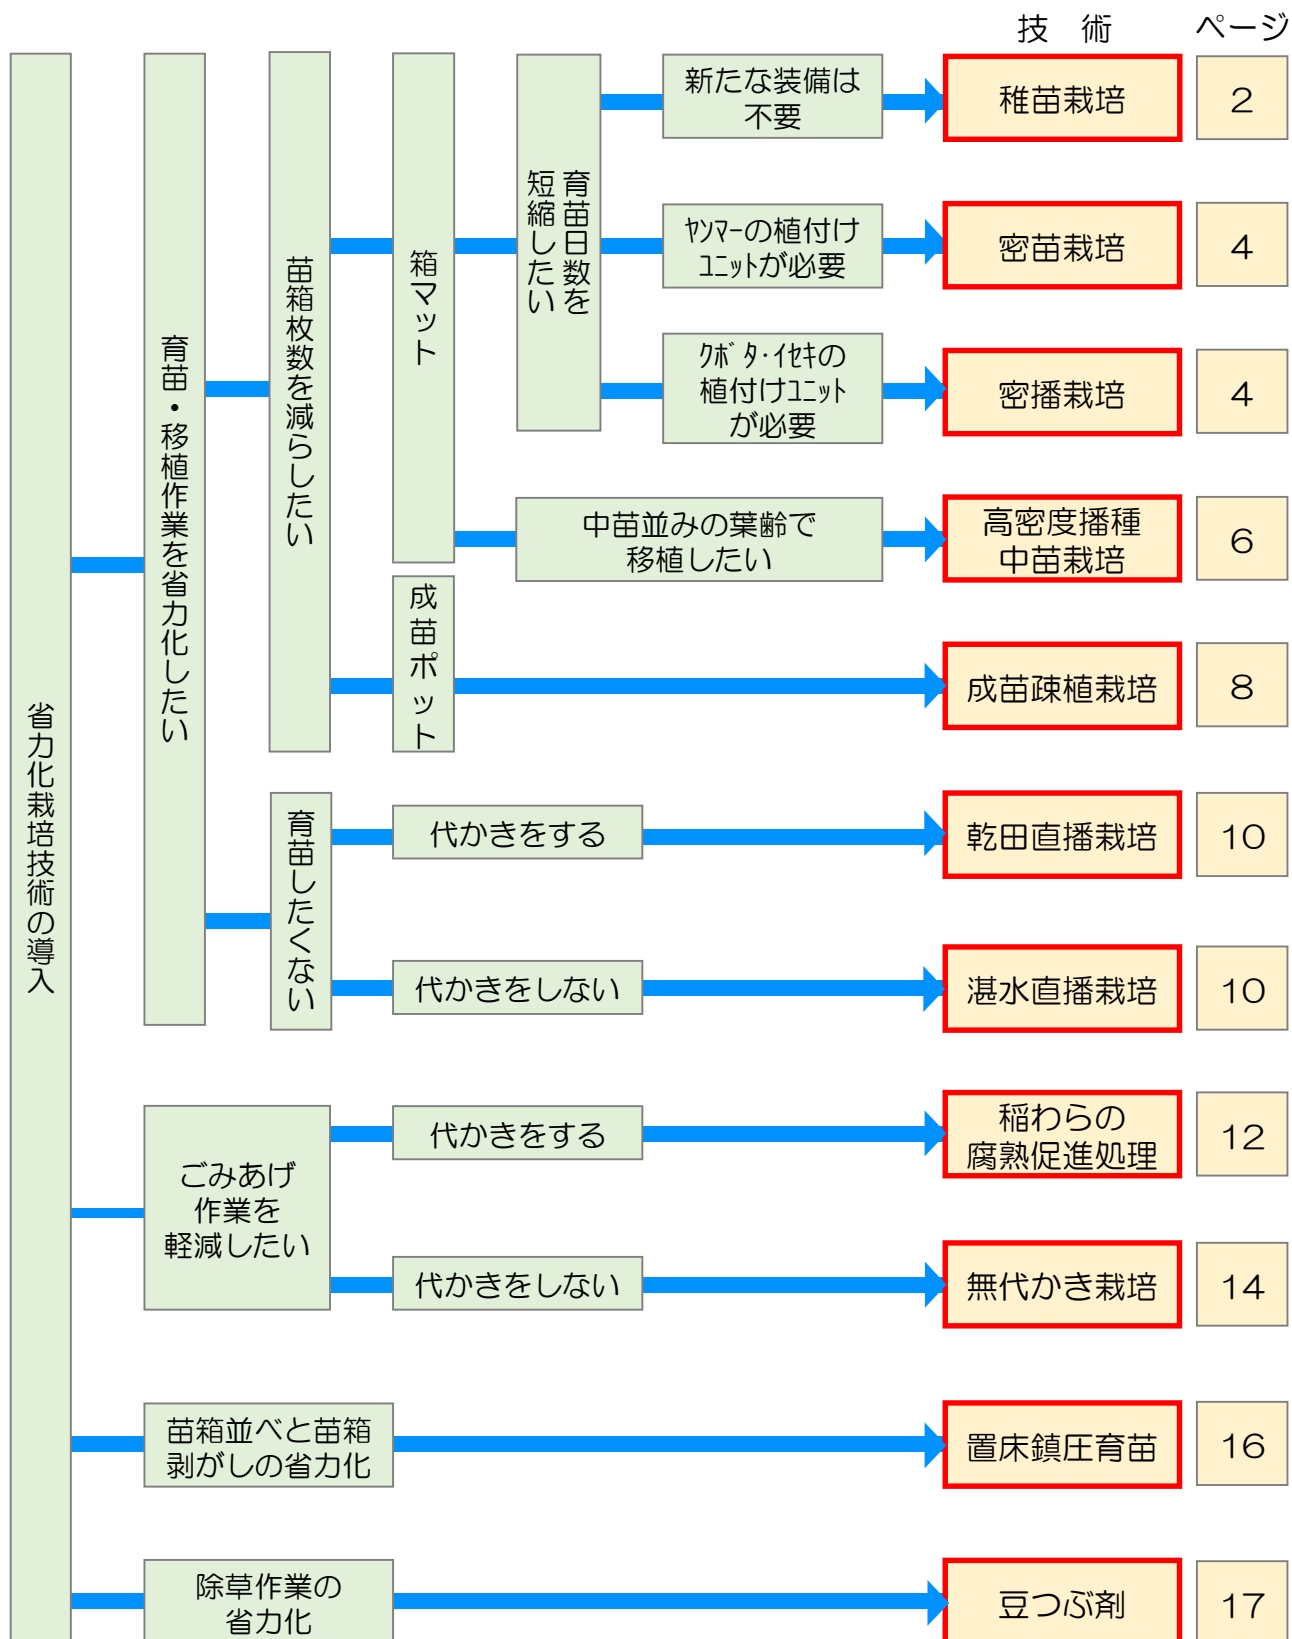 技　術　ページ
省力化栽培技術の導入
育苗・移植作業を省力化したい
苗箱枚数を減らしたい
箱マット
育苗日数を
短縮したい
新たな装備は
不要
稚苗栽培
2
ﾔﾝﾏｰの植付け
ﾕﾆｯﾄが必要
密苗栽培
4
ｸﾎﾞﾀ・ｲｾｷの
植付けﾕﾆｯﾄ
が必要
密播栽培
4
中苗並みの葉齢で
移植したい
高密度播種
中苗栽培
6
成苗ポット
成苗疎植栽培
8
育苗したくない
代かきをする
乾田直播栽培
10
代かきをしない
湛水直播栽培
10
ごみあげ
作業を
軽減したい
代かきをする
稲わらの
腐熟促進処理
12
代かきをしない
無代かき栽培
14
苗箱並べと苗箱
剥がしの省力化
置床鎮圧育苗
16
除草作業の
省力化
豆つぶ剤
17